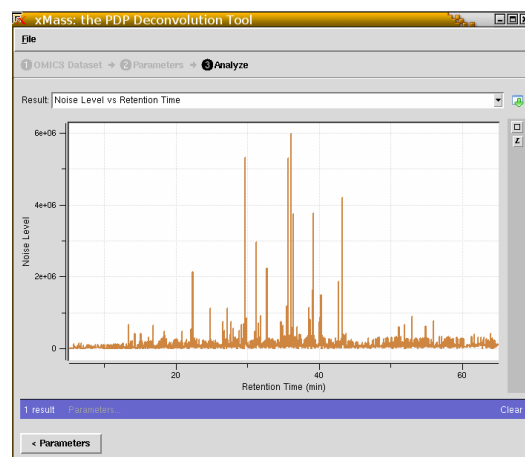 xMass: the PDP Deconvolution Tool
File
1 OMICS Dataset → 2 Parameters → 3 Analyze
Result: Noise Level vs Retention Time
z
6e+06
4e+06
2e+06
0
Noise Level
20
40
60
Retention Time (min)
1 result Parameters... Clear
< Parameters